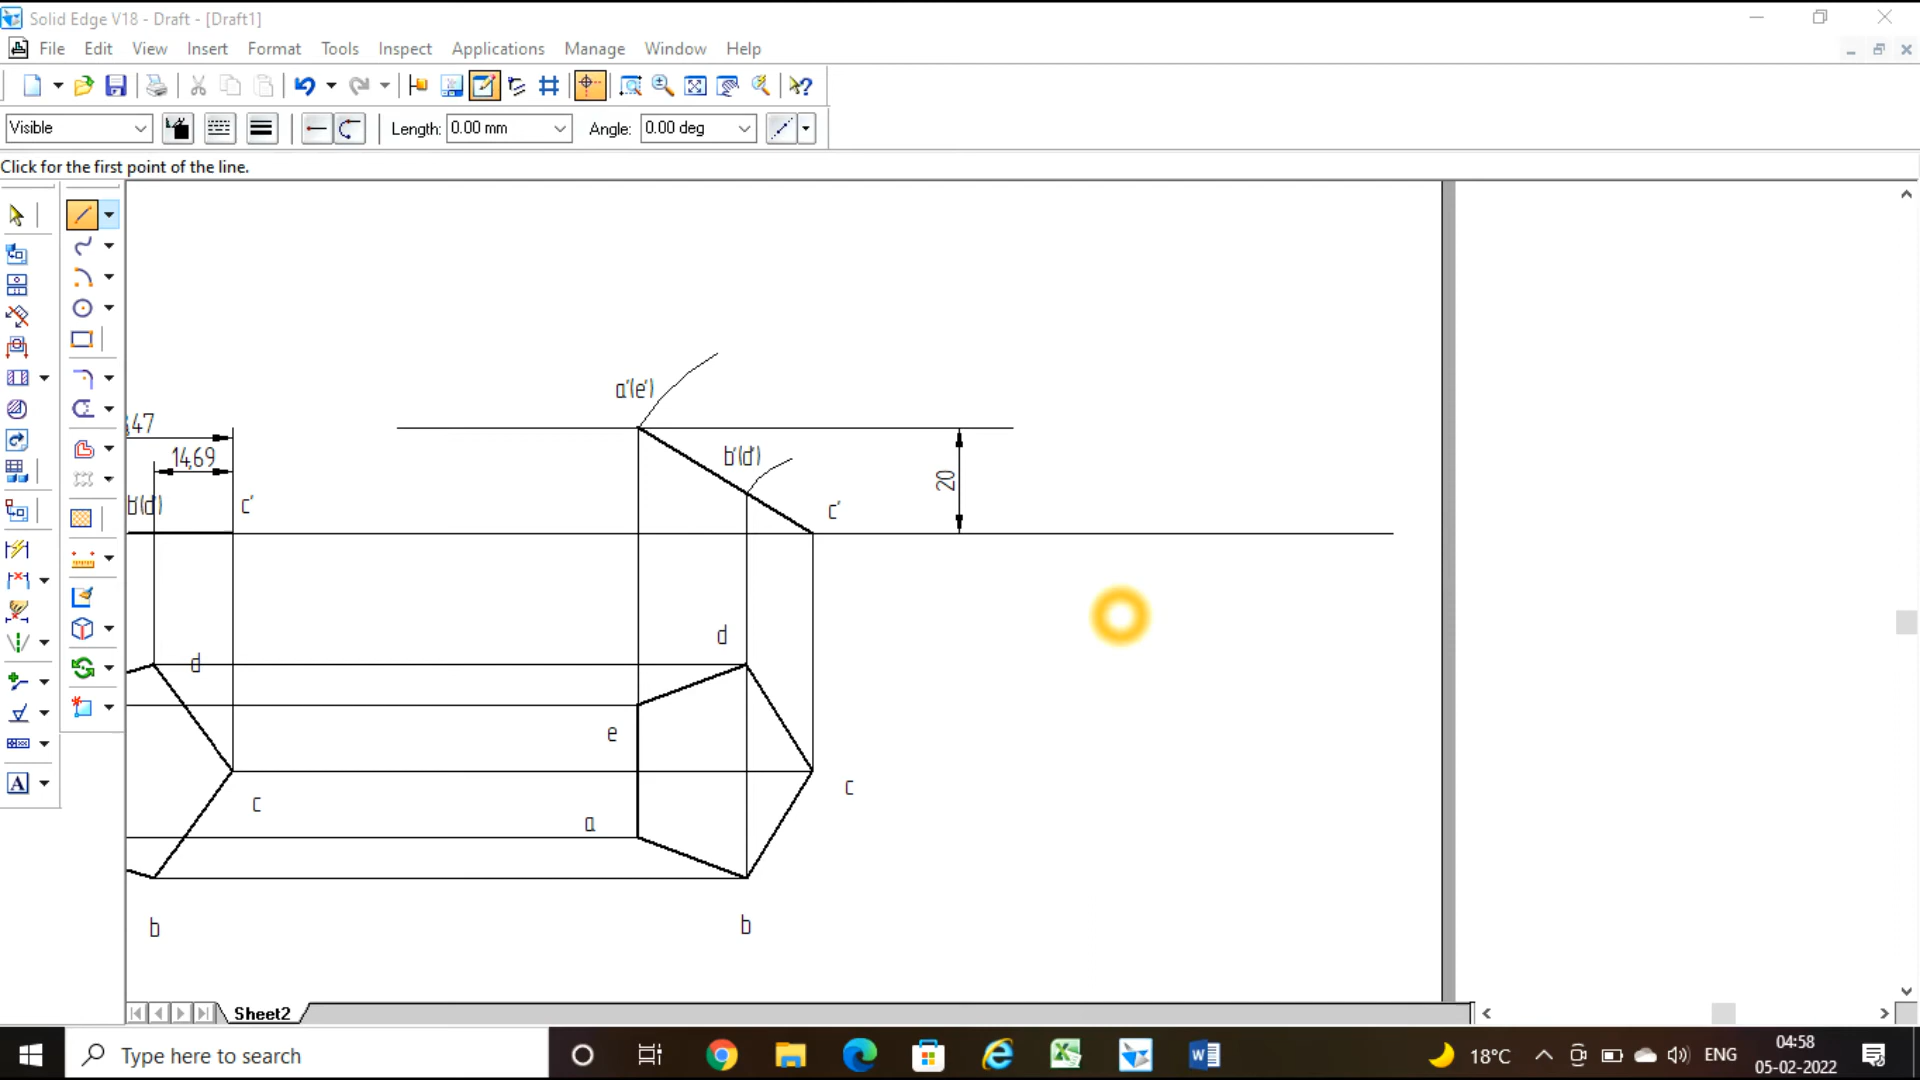 Solid Edge V18 - Draft - [Draft1]
File Edit View Insert Format Tools Inspect Applications Manage Window Help
Visible Length: 0.00 mm Angle: 0.00 deg
Click for the first point of the line.
a'(e')
,47
b'(d')
14,69
20
b'(d')
c'
c'
d
d
e
c
c
a
b
b
A
Sheet2
Type here to search
18°C ENG
04:58
05-02-2022